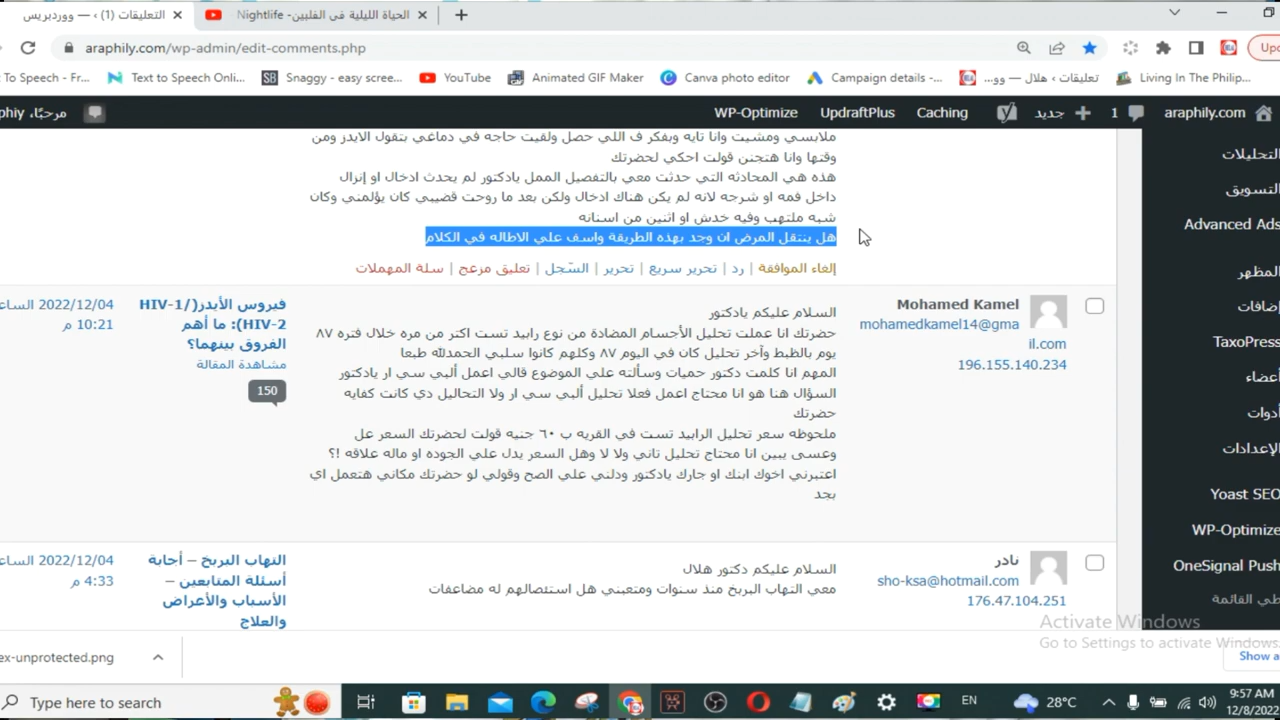 التعليقات (1) ‹ — ووردبريس
الحياة الليلية فى الفلبين- Nightlife
araphily.com/wp-admin/edit-comments.php
To Speech - Fr...
Text to Speech Onli...
Snaggy - easy scree...
YouTube
Animated GIF Maker
Canva photo editor
Campaign details -...
تعليقات ‹ هلال — وو...
Living In The Philip...
araphily.com
1
جديد
Caching
UpdraftPlus
WP-Optimize
مرحبًا،
التحليلات
التسويق
Advanced Ads
المظهر
إضافات
TaxoPress
أعضاء
أدوات
الإعدادات
Yoast SEO
WP-Optimize
OneSignal Push
طي القائمة
ملابسي ومشيت وانا تايه وبفكر ف اللي حصل ولقيت حاجه في دماغي بتقول الايدز ومن
وقتها وانا هتجنن قولت احكي لحضرتك
هذه هي المحادثه التي حدثت معي بالتفصيل الممل يادكتور لم يحدث ادخال او إنزال
داخل فمه او شرجه لانه لم يكن هناك ادخال ولكن بعد ما روحت قضيبي كان يؤلمني وكان
شبه ملتهب وفيه خدش او اثنين من اسنانه
هل ينتقل المرض ان وجد بهذه الطريقة واسف علي الاطاله في الكلام
إلغاء الموافقة | رد | تحرير سريع | تحرير | السّجل | تعليق مزعج | سلة المهملات
Mohamed Kamel
mohamedkamel14@gma
il.com
196.155.140.234
السلام عليكم يادكتور
حضرتك انا عملت تحليل الأجسام المضادة من نوع رابيد تست اكتر من مره خلال فتره ٨٧
يوم بالظبط وآخر تحليل كان في اليوم ٨٧ وكلهم كانوا سلبي الحمدلله طبعا
المهم انا كلمت دكتور حميات وسألته علي الموضوع قالي اعمل ألبي سي ار يادكتور
السؤال هنا هو انا محتاج اعمل فعلا تحليل ألبي سي ار ولا التحاليل دي كانت كفايه
حضرتك
ملحوظه سعر تحليل الرابيد تست في القريه ب ٦٠ جنيه قولت لحضرتك السعر عل
وعسى يبين انا محتاج تحليل تاني ولا لا وهل السعر يدل علي الجوده او ماله علاقه ؟!
اعتبرني اخوك ابنك او جارك يادكتور ودلني علي الصح وقولي لو حضرتك مكاني هتعمل اي
بجد
فيروس الأيدز(HIV-1/
HIV-2): ما أهم
الفروق بينهما؟
مشاهدة المقالة
150
2022/12/04
10:21 م
نادر
sho-ksa@hotmail.com
176.47.104.251
السلام عليكم دكتور هلال
معي التهاب البربخ منذ سنوات ومتعبني هل استئصالهم له مضاعفات
التهاب البربخ – أجابة
أسئلة المتابعين –
الأسباب والأعراض
والعلاج
2022/12/04
4:33 م
Activate Windows
Go to Settings to activate Windows.
ex-unprotected.png
Type here to search
EN
28°C
9:57 AM
12/8/2022